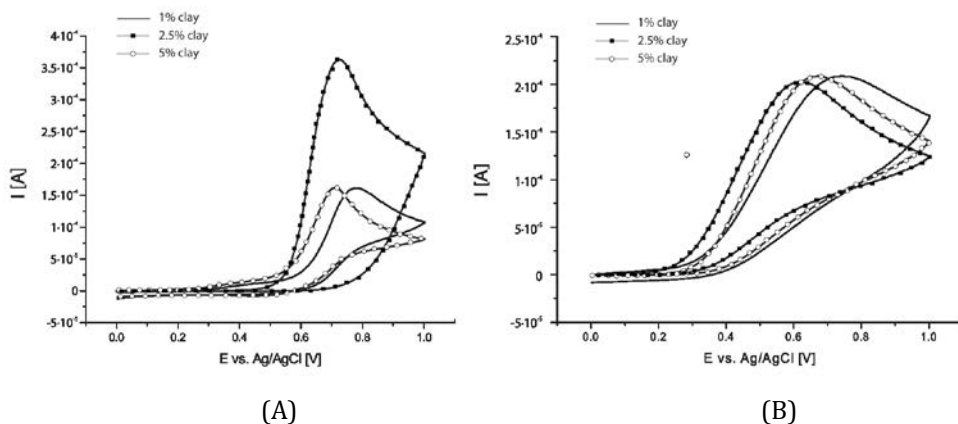 1% clay
2.5% clay
5% clay
4·10⁻⁴
3.5·10⁻⁴
3·10⁻⁴
2.5·10⁻⁴
2·10⁻⁴
1.5·10⁻⁴
1·10⁻⁴
5·10⁻⁵
0
-5·10⁻⁵
I [A]
0.0 0.2 0.4 0.6 0.8 1.0
E vs. Ag/AgCl [V]
(A)
1% clay
2.5% clay
5% clay
2.5·10⁻⁴
2·10⁻⁴
1.5·10⁻⁴
1·10⁻⁴
5·10⁻⁵
0
-5·10⁻⁵
I [A]
0.0 0.2 0.4 0.6 0.8 1.0
E vs. Ag/AgCl [V]
(B)